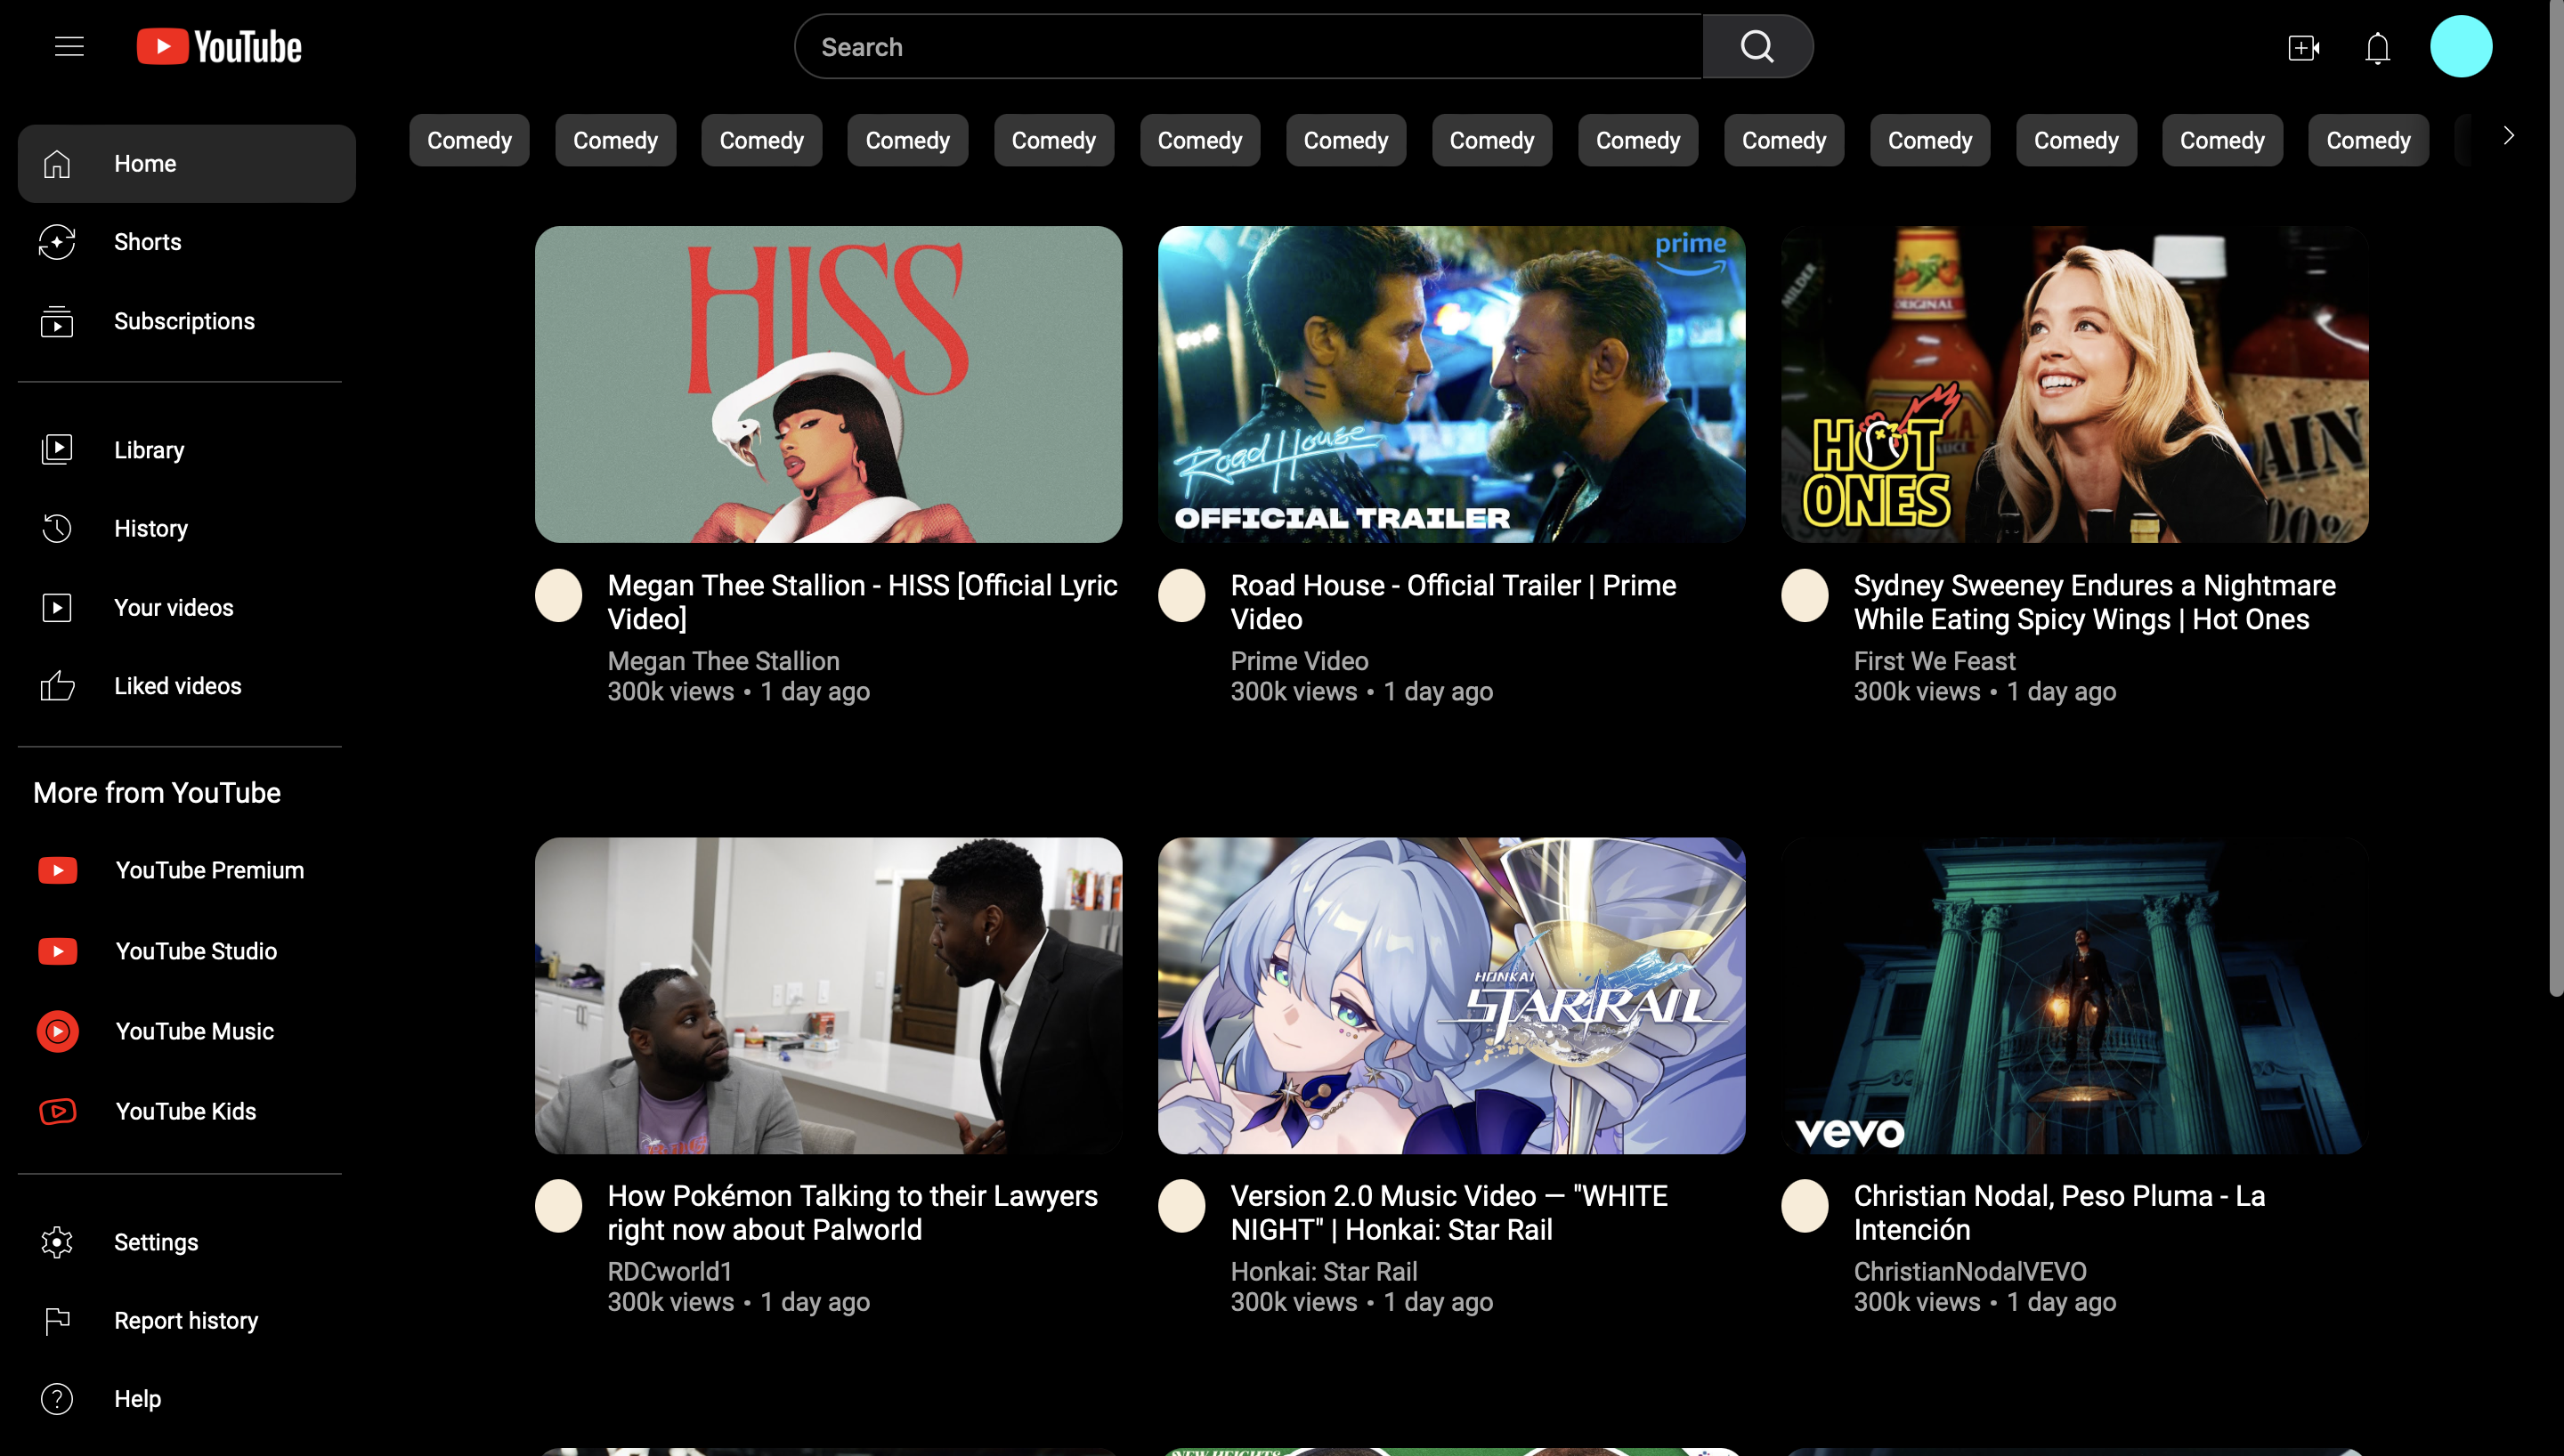 YouTube
Search
Comedy Comedy Comedy Comedy Comedy Comedy Comedy Comedy Comedy Comedy Comedy Comedy Comedy Comedy
Home
Shorts
Subscriptions
Library
History
Your videos
Liked videos
More from YouTube
YouTube Premium
YouTube Studio
YouTube Music
YouTube Kids
Settings
Report history
Help
HISS
Megan Thee Stallion - HISS [Official Lyric
Video]
Megan Thee Stallion
300k views • 1 day ago
prime
Road House
OFFICIAL TRAILER
Road House - Official Trailer | Prime
Video
Prime Video
300k views • 1 day ago
MILDER
ORIGINAL
HOT
ONES
AIN
Sydney Sweeney Endures a Nightmare
While Eating Spicy Wings | Hot Ones
First We Feast
300k views • 1 day ago
How Pokémon Talking to their Lawyers
right now about Palworld
RDCworld1
300k views • 1 day ago
HONKAI
STAR RAIL
Version 2.0 Music Video — "WHITE
NIGHT" | Honkai: Star Rail
Honkai: Star Rail
300k views • 1 day ago
vevo
Christian Nodal, Peso Pluma - La
Intención
ChristianNodalVEVO
300k views • 1 day ago
NEW HEIGHTS